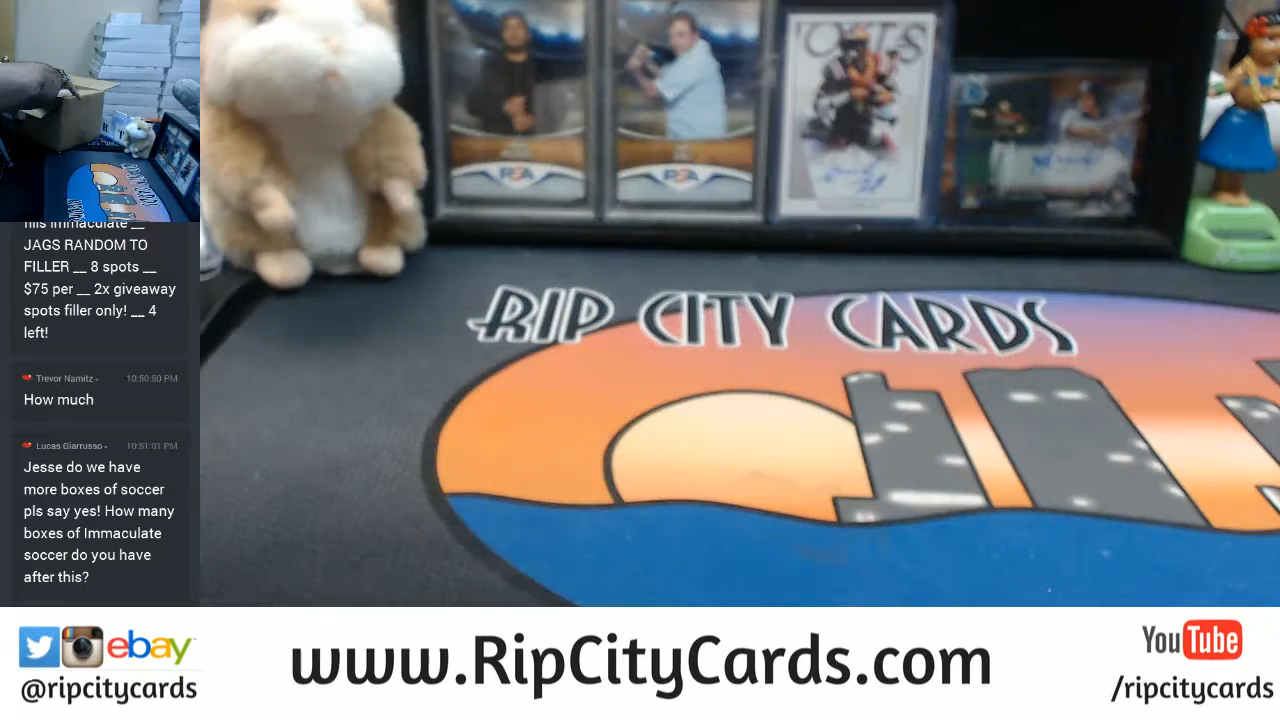 hils Immaculate __
JAGS RANDOM TO
FILLER __ 8 spots __
$75 per __ 2x giveaway
spots filler only! __ 4
left!
Trevor Namitz
10:50:50 PM
How much
Lucas Giarrusso
10:51:01 PM
Jesse do we have
more boxes of soccer
pls say yes! How many
boxes of Immaculate
soccer do you have
after this?
RIP CITY CARDS
ebay
@ripcitycards
www.RipCityCards.com
YouTube
/ripcitycards